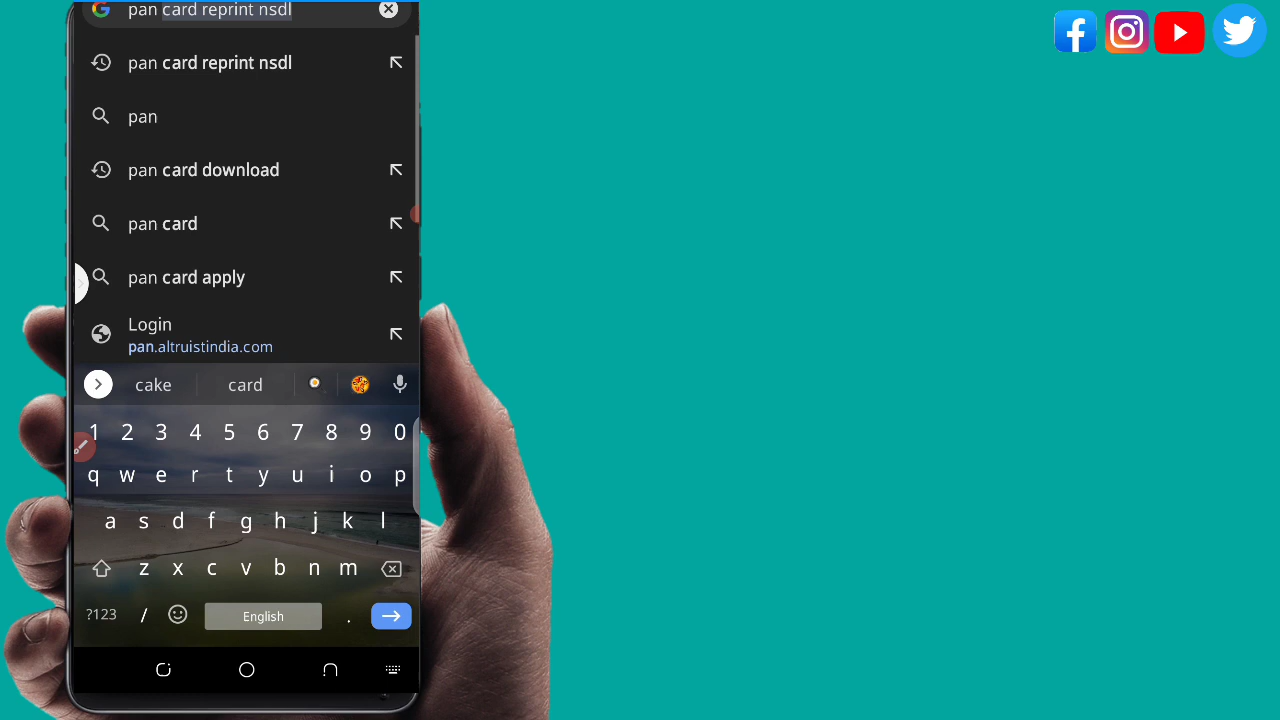 pan card reprint nsdl
pan card reprint nsdl
pan
pan card download
pan card
pan card apply
Login
pan.altruistindia.com
cake card
1 2 3 4 5 6 7 8 9 0
q w e r t y u i o p
a s d f g h j k l
z x c v b n m
?123 / English .